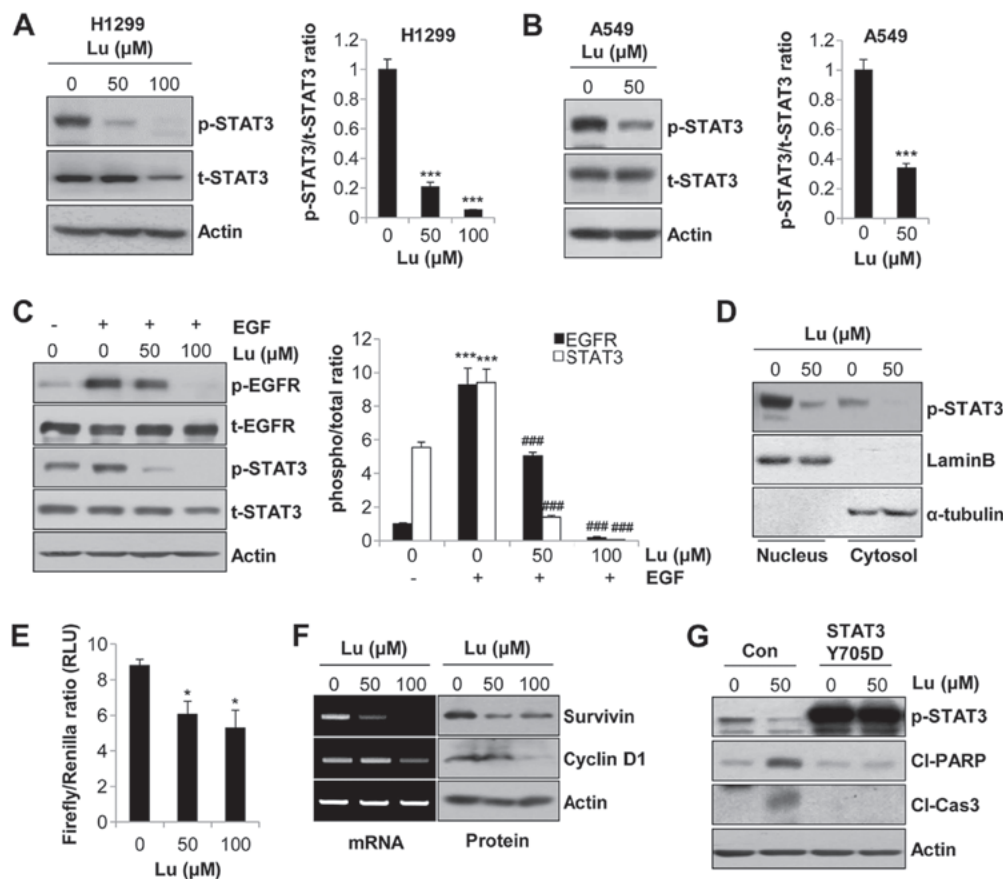 A
H1299
Lu (µM)
0 50 100
p-STAT3
t-STAT3
Actin
H1299
p-STAT3/t-STAT3 ratio
1.2
1
0.8
0.6
0.4
0.2
0
***
***
0 50 100
Lu (µM)
B
A549
Lu (µM)
0 50
p-STAT3
t-STAT3
Actin
A549
p-STAT3/t-STAT3 ratio
1.2
1
0.8
0.6
0.4
0.2
0
***
0 50
Lu (µM)
C
- + + + EGF
0 0 50 100 Lu (µM)
p-EGFR
t-EGFR
p-STAT3
t-STAT3
Actin
phospho/total ratio
12
10
8
6
4
2
0
EGFR
STAT3
*** ***
###
###
### ###
0 0 50 100 Lu (µM)
- + + + EGF
D
Lu (µM)
0 50 0 50
p-STAT3
LaminB
α-tubulin
Nucleus Cytosol
E
Firefly/Renilla ratio (RLU)
10
8
6
4
2
0
*
*
0 50 100
Lu (µM)
F
Lu (µM) Lu (µM)
0 50 100 0 50 100
Survivin
Cyclin D1
Actin
mRNA Protein
G
STAT3
Con Y705D
0 50 0 50 Lu (µM)
p-STAT3
Cl-PARP
Cl-Cas3
Actin